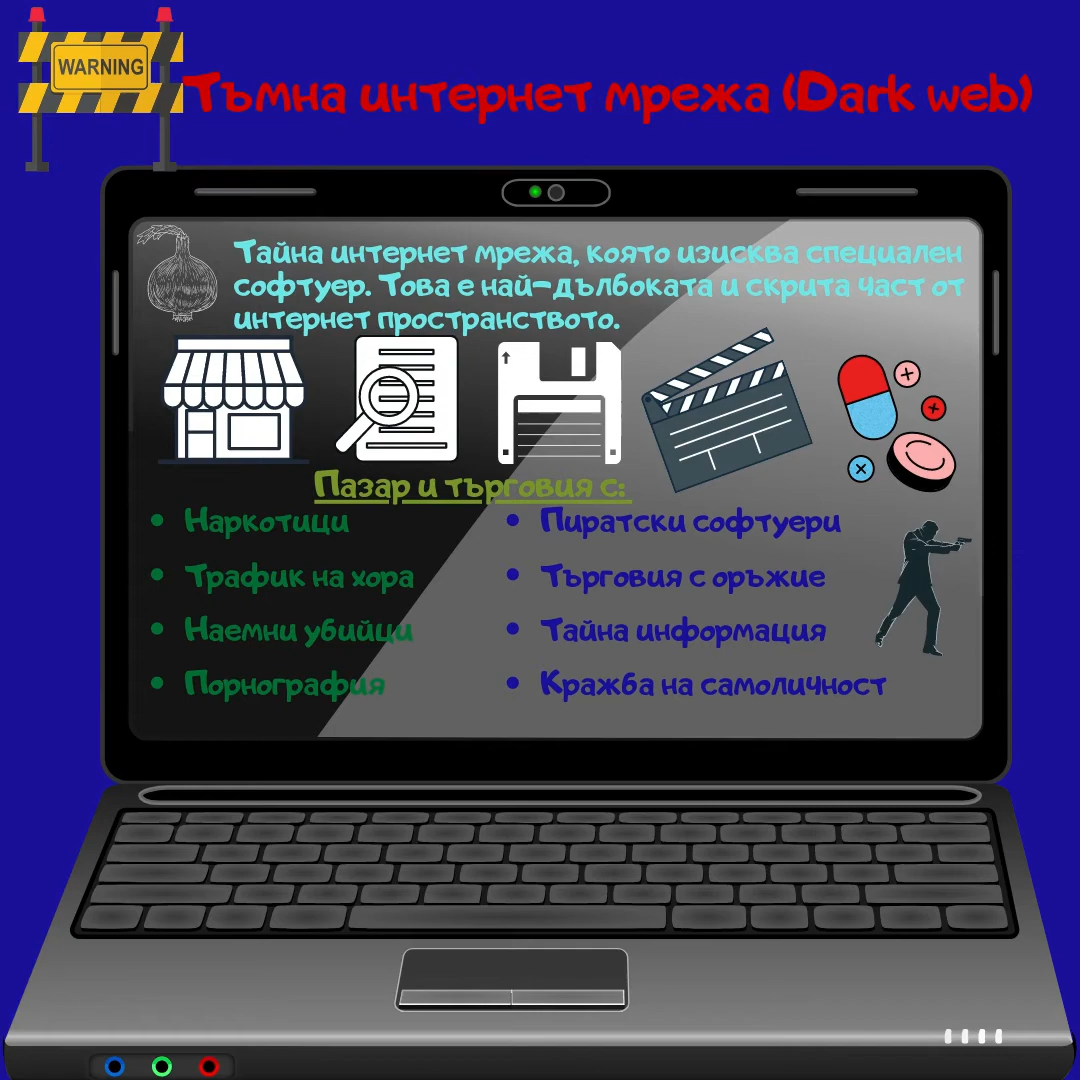 WARNING
Тъмна интернет мрежа (Dark web)
Тайна интернет мрежа, която изисква специален
софтуер. Това е най-дълбоката и скрита част от
интернет пространството.
Пазар и търговия с:
Наркотици
Трафик на хора
Наемни убийци
Порнография
Пиратски софтуери
Търговия с оръжие
Тайна информация
Кражба на самоличност